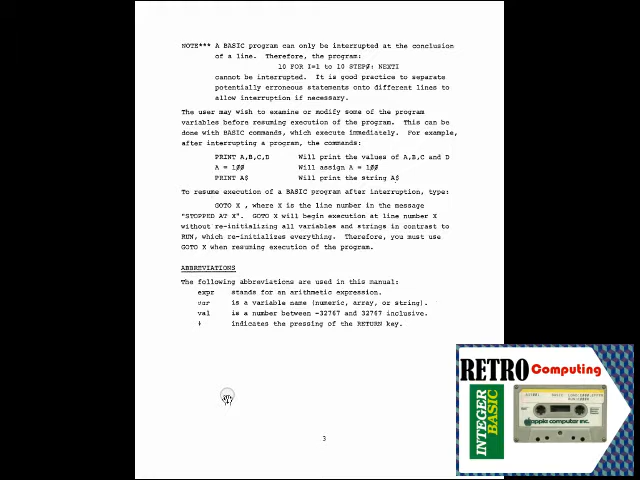 NOTE*** A BASIC program can only be interrupted at the conclusion
of a line. Therefore, the program:
10 FOR I=1 to 10 STEPØ: NEXTI
cannot be interrupted. It is good practice to separate
potentially erroneous statements onto different lines to
allow interruption if necessary.
The user may wish to examine or modify some of the program
variables before resuming execution of the program. This can be
done with BASIC commands, which execute immediately. For example,
after interrupting a program, the commands:
PRINT A,B,C,D Will print the values of A,B,C and D
A = 1ØØ Will assign A = 1ØØ
PRINT A$ Will print the string A$
To resume execution of a BASIC program after interruption, type:
GOTO X , where X is the line number in the message
"STOPPED AT X". GOTO X will begin execution at line number X
without re-initializing all variables and strings in contrast to
RUN, which re-initializes everything. Therefore, you must use
GOTO X when resuming execution of the program.
ABBREVIATIONS
The following abbreviations are used in this manual:
expr stands for an arithmetic expression.
var is a variable name (numeric, array, or string).
val is a number between -32767 and 32767 inclusive.
indicates the pressing of the RETURN key.
3
RETRO Computing
INTEGER
BASIC
apple computer inc.